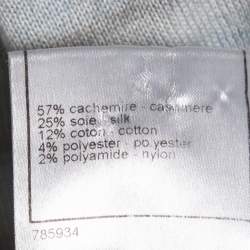 57% cachemire - cashmere
25% soie - silk
12% coton - cotton
4% polyester - polyester
2% polyamide - nylon
785934